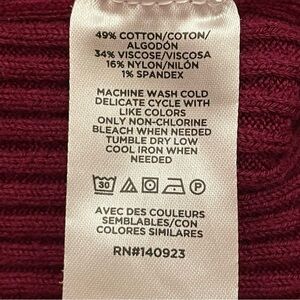 49% COTTON/COTON/
ALGODÓN
34% VISCOSE/VISCOSA
16% NYLON/NILÓN
1% SPANDEX
MACHINE WASH COLD
DELICATE CYCLE WITH
LIKE COLORS
ONLY NON-CHLORINE
BLEACH WHEN NEEDED
TUMBLE DRY LOW
COOL IRON WHEN
NEEDED
30 P
AVEC DES COULEURS
SEMBLABLES/CON
COLORES SIMILARES
RN#140923